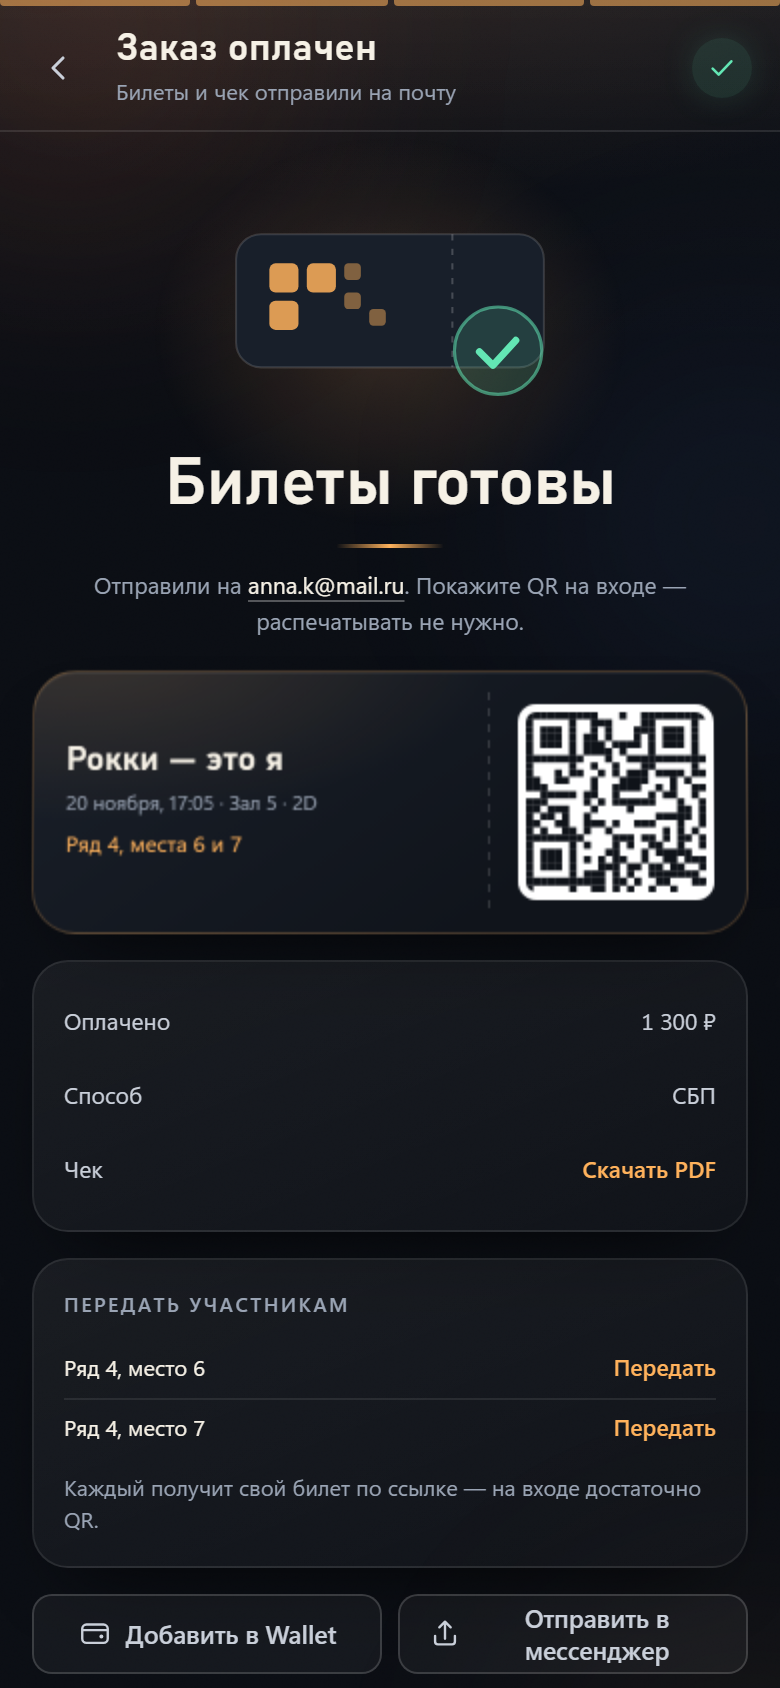 Заказ оплачен
Билеты и чек отправили на почту
Билеты готовы
Отправили на anna.k@mail.ru. Покажите QR на входе —
распечатывать не нужно.
Рокки — это я
20 ноября, 17:05 · Зал 5 · 2D
Ряд 4, места 6 и 7
Оплачено 1 300 ₽
Способ СБП
Чек Скачать PDF
ПЕРЕДАТЬ УЧАСТНИКАМ
Ряд 4, место 6 Передать
Ряд 4, место 7 Передать
Каждый получит свой билет по ссылке — на входе достаточно
QR.
Добавить в Wallet
Отправить в
мессенджер